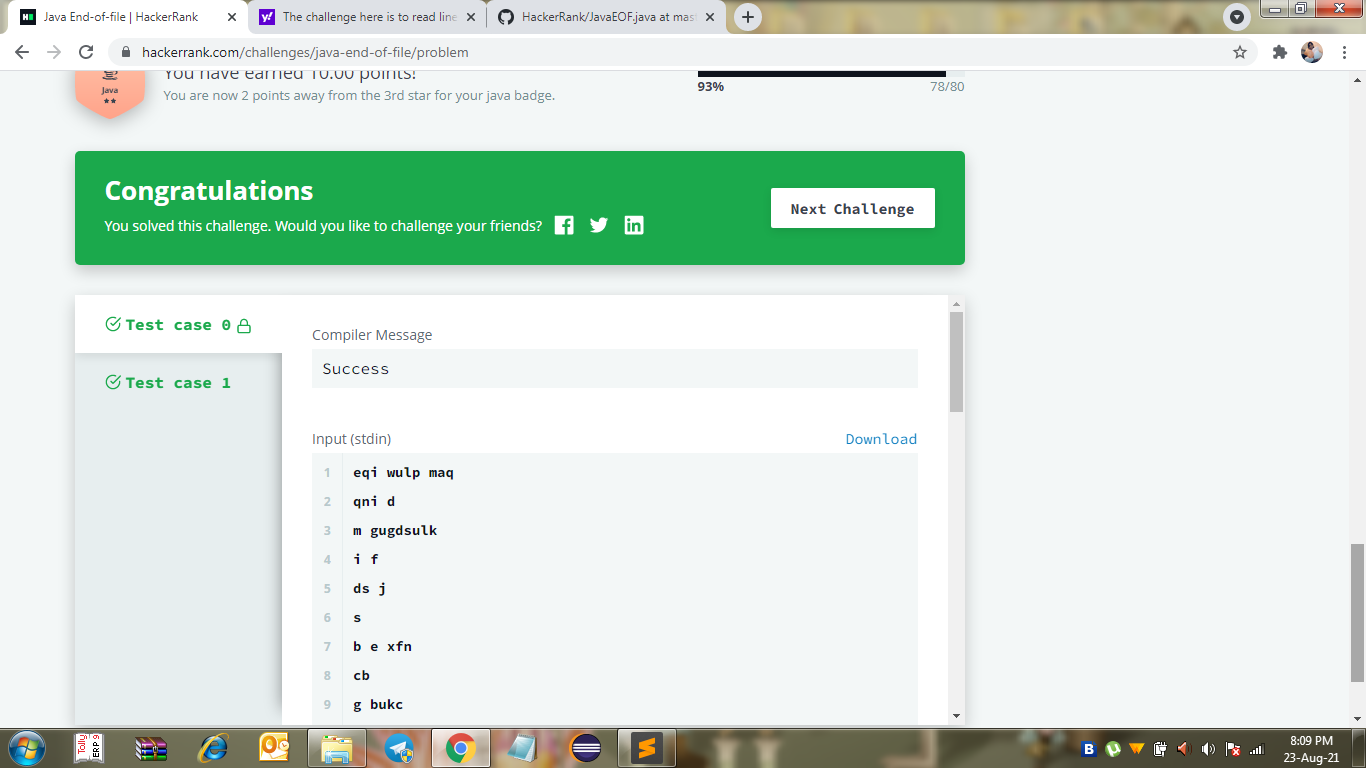 Java End-of-file | HackerRank
The challenge here is to read line
HackerRank/JavaEOF.java at mas
hackerrank.com/challenges/java-end-of-file/problem
Java
You have earned 10.00 points!
You are now 2 points away from the 3rd star for your java badge.
93%
78/80
Congratulations
You solved this challenge. Would you like to challenge your friends?
Next Challenge
Test case 0
Test case 1
Compiler Message
Success
Input (stdin)
Download
1 eqi wulp maq
2 qni d
3 m gugdsulk
4 i f
5 ds j
6 s
7 b e xfn
8 cb
9 g bukc
Tally
ERP 9
8:09 PM
23-Aug-21